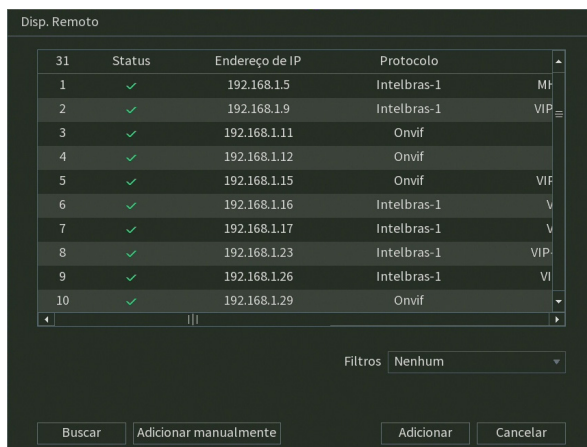 Disp. Remoto
31 Status Endereço de IP Protocolo
1 192.168.1.5 Intelbras-1
2 192.168.1.9 Intelbras-1 VIP
3 192.168.1.11 Onvif
4 192.168.1.12 Onvif
5 192.168.1.15 Onvif VIP
6 192.168.1.16 Intelbras-1 V
7 192.168.1.17 Intelbras-1 V
8 192.168.1.23 Intelbras-1 VIP-
9 192.168.1.26 Intelbras-1 VI
10 192.168.1.29 Onvif
Filtros Nenhum
Buscar Adicionar manualmente Adicionar Cancelar